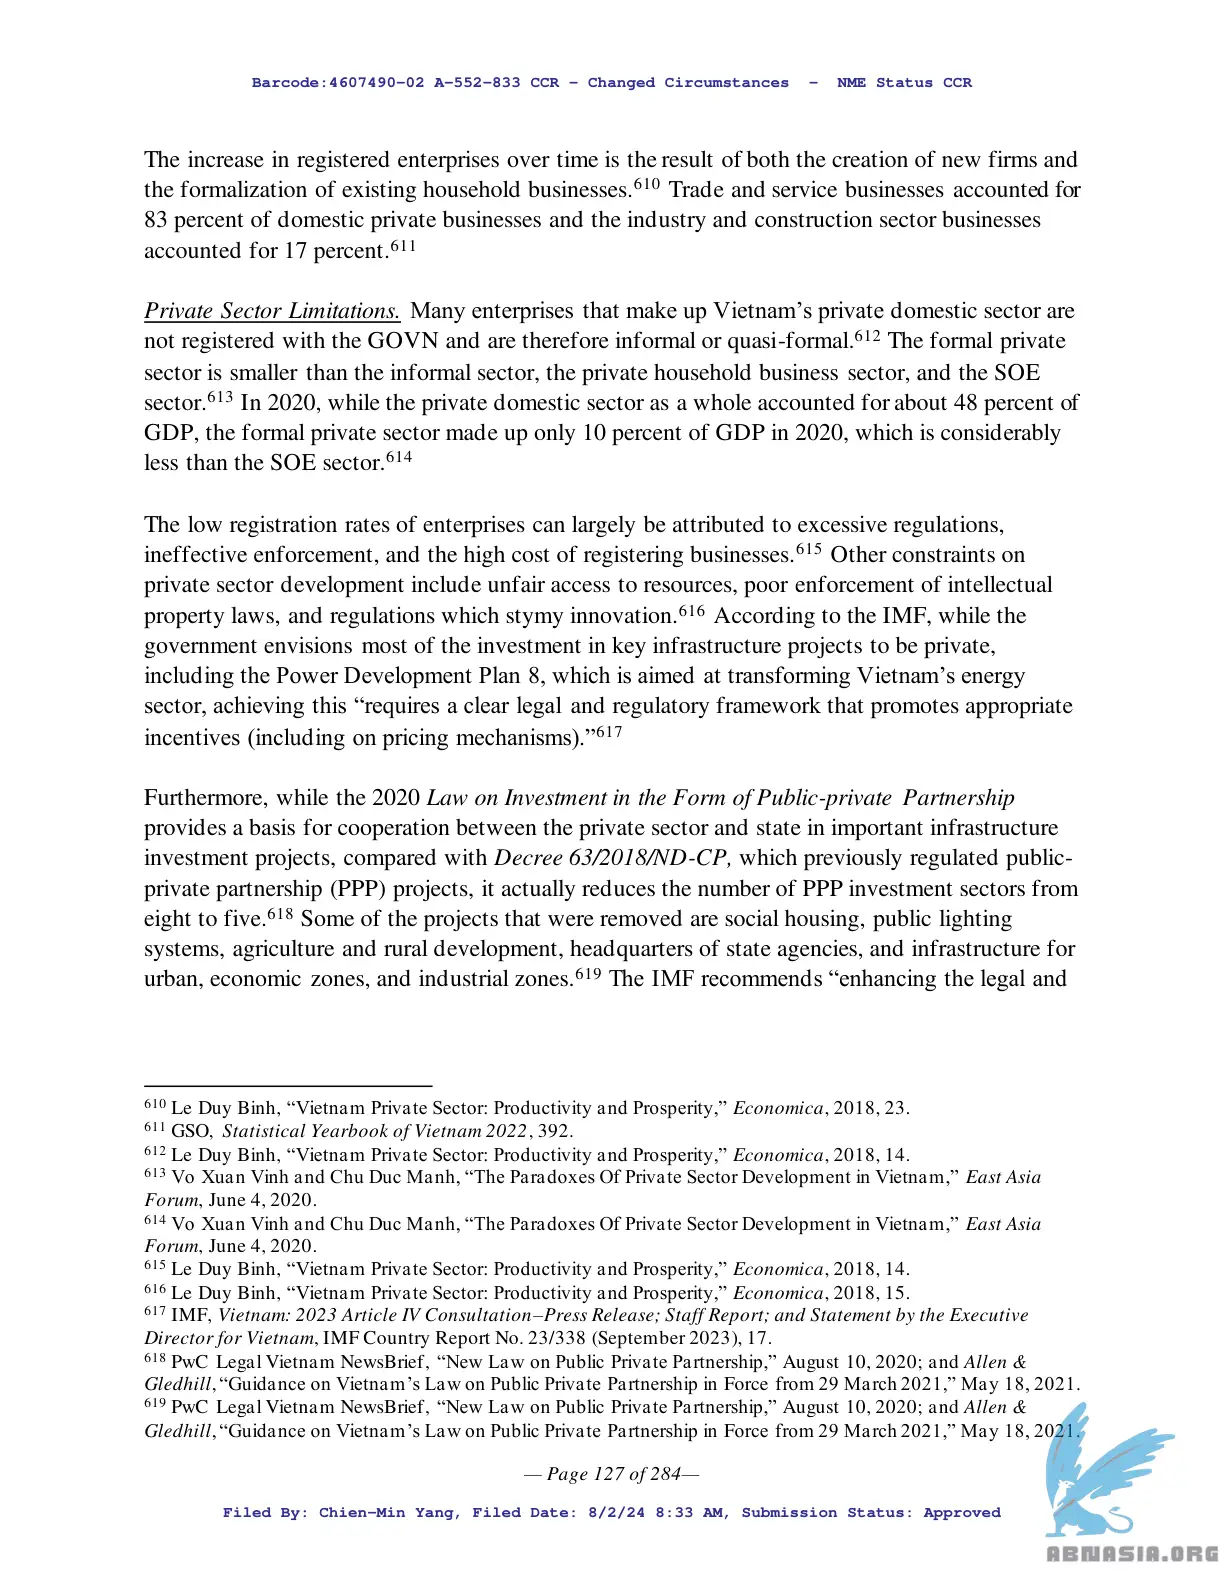 Barcode:4607490-02 A-552-833 CCR - Changed Circumstances - NME Status CCR
The increase in registered enterprises over time is the result of both the creation of new firms and
the formalization of existing household businesses.610 Trade and service businesses accounted for
83 percent of domestic private businesses and the industry and construction sector businesses
accounted for 17 percent.611
Private Sector Limitations. Many enterprises that make up Vietnam’s private domestic sector are
not registered with the GOVN and are therefore informal or quasi-formal.612 The formal private
sector is smaller than the informal sector, the private household business sector, and the SOE
sector.613 In 2020, while the private domestic sector as a whole accounted for about 48 percent of
GDP, the formal private sector made up only 10 percent of GDP in 2020, which is considerably
less than the SOE sector.614
The low registration rates of enterprises can largely be attributed to excessive regulations,
ineffective enforcement, and the high cost of registering businesses.615 Other constraints on
private sector development include unfair access to resources, poor enforcement of intellectual
property laws, and regulations which stymy innovation.616 According to the IMF, while the
government envisions most of the investment in key infrastructure projects to be private,
including the Power Development Plan 8, which is aimed at transforming Vietnam’s energy
sector, achieving this “requires a clear legal and regulatory framework that promotes appropriate
incentives (including on pricing mechanisms).”617
Furthermore, while the 2020 Law on Investment in the Form of Public-private Partnership
provides a basis for cooperation between the private sector and state in important infrastructure
investment projects, compared with Decree 63/2018/ND-CP, which previously regulated public-
private partnership (PPP) projects, it actually reduces the number of PPP investment sectors from
eight to five.618 Some of the projects that were removed are social housing, public lighting
systems, agriculture and rural development, headquarters of state agencies, and infrastructure for
urban, economic zones, and industrial zones.619 The IMF recommends “enhancing the legal and
610 Le Duy Binh, “Vietnam Private Sector: Productivity and Prosperity,” Economica, 2018, 23.
611 GSO, Statistical Yearbook of Vietnam 2022, 392.
612 Le Duy Binh, “Vietnam Private Sector: Productivity and Prosperity,” Economica, 2018, 14.
613 Vo Xuan Vinh and Chu Duc Manh, “The Paradoxes Of Private Sector Development in Vietnam,” East Asia
Forum, June 4, 2020.
614 Vo Xuan Vinh and Chu Duc Manh, “The Paradoxes Of Private Sector Development in Vietnam,” East Asia
Forum, June 4, 2020.
615 Le Duy Binh, “Vietnam Private Sector: Productivity and Prosperity,” Economica, 2018, 14.
616 Le Duy Binh, “Vietnam Private Sector: Productivity and Prosperity,” Economica, 2018, 15.
617 IMF, Vietnam: 2023 Article IV Consultation–Press Release; Staff Report; and Statement by the Executive
Director for Vietnam, IMF Country Report No. 23/338 (September 2023), 17.
618 PwC Legal Vietnam NewsBrief, “New Law on Public Private Partnership,” August 10, 2020; and Allen &
Gledhill, “Guidance on Vietnam’s Law on Public Private Partnership in Force from 29 March 2021,” May 18, 2021.
619 PwC Legal Vietnam NewsBrief, “New Law on Public Private Partnership,” August 10, 2020; and Allen &
Gledhill, “Guidance on Vietnam’s Law on Public Private Partnership in Force from 29 March 2021,” May 18, 2021.
— Page 127 of 284—
Filed By: Chien-Min Yang, Filed Date: 8/2/24 8:33 AM, Submission Status: Approved
ABNASIA.ORG